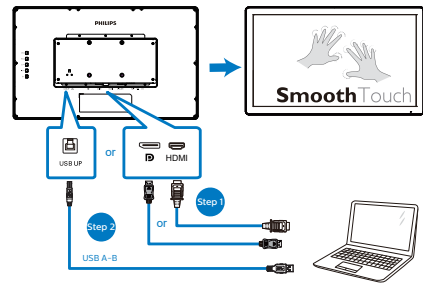 PHILIPS
SmoothTouch
USB UP
or
HDMI
Step 1
or
Step 2
USB A-B